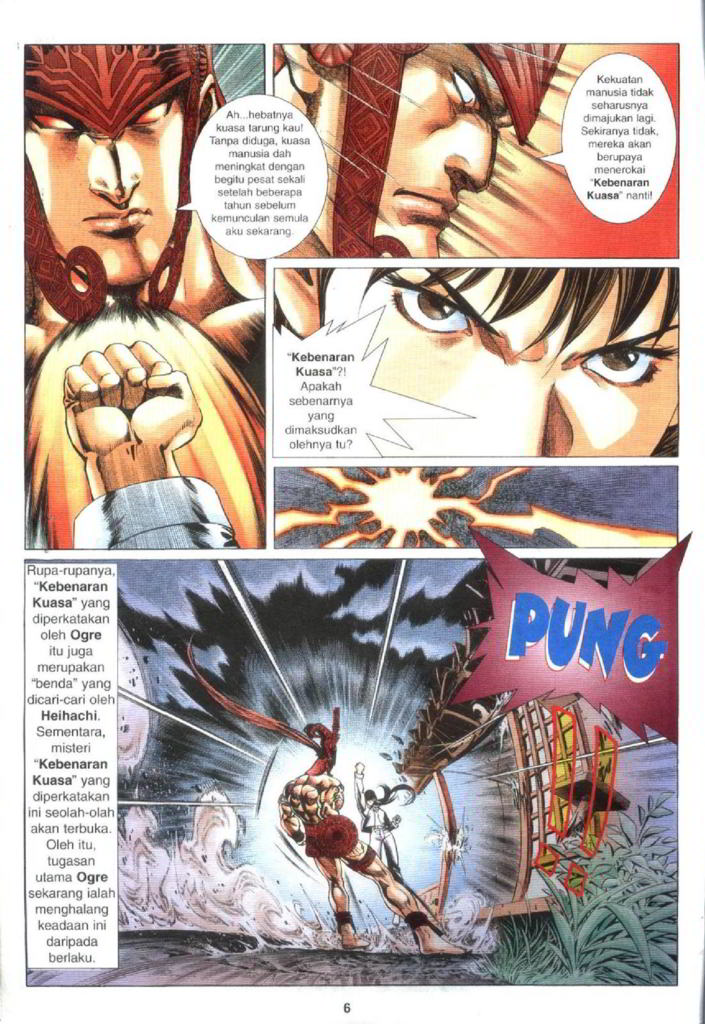 Ah...hebatnya
kuasa tarung kau!
Tanpa diduga, kuasa
manusia dah
meningkat dengan
begitu pesat sekali
setelah beberapa
tahun sebelum
kemunculan semula
aku sekarang.
Kekuatan
manusia tidak
seharusnya
dimajukan lagi.
Sekiranya tidak,
mereka akan
berupaya
menerokai
"Kebenaran
Kuasa" nanti!
"Kebenaran
Kuasa"?!
Apakah
sebenarnya
yang
dimaksudkan
olehnya tu?
PUNG
!!
Rupa-rupanya,
"Kebenaran
Kuasa" yang
diperkatakan
oleh Ogre
itu juga
merupakan
"benda" yang
dicari-cari oleh
Heihachi.
Sementara,
misteri
"Kebenaran
Kuasa" yang
diperkatakan
ini seolah-olah
akan terbuka.
Oleh itu,
tugasan
utama Ogre
sekarang ialah
menghalang
keadaan ini
daripada
berlaku.
6